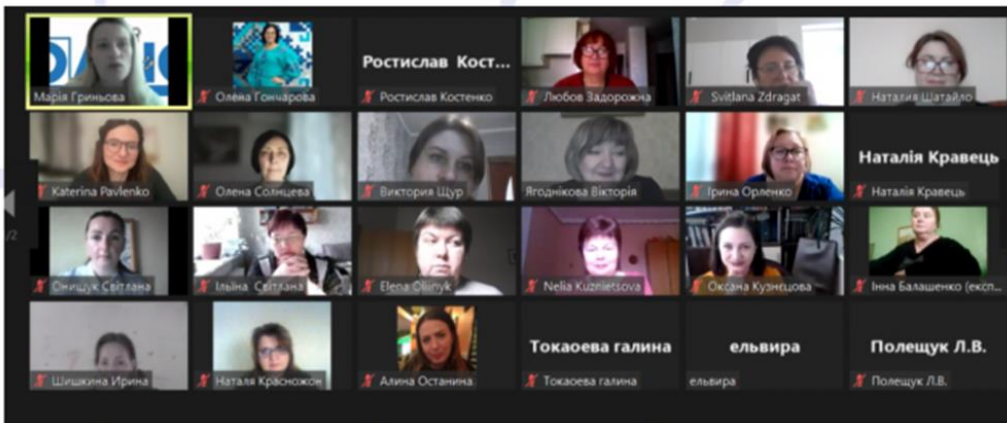 Марія Гриньова
Олена Гончарова
Ростислав Кост...
Ростислав Костенко
Любов Задорожна
Svitlana Zdragat
Наталия Шатайло
Katerina Pavlenko
Олена Солнцева
Виктория Щур
Ягоднікова Вікторія
Ірина Орленко
Наталія Кравець
Наталія Кравець
/2
Онищук Світлана
Ільїна Світлана
Elena Oliinyk
Nelia Kuznietsova
Оксана Кузнєцова
Інна Балашенко (експ...
Шишкина Ирина
Наталя Красножон
Алина Останина
Токаоева галина
Токаоева галина
ельвира
ельвира
Полещук Л.В.
Полещук Л.В.